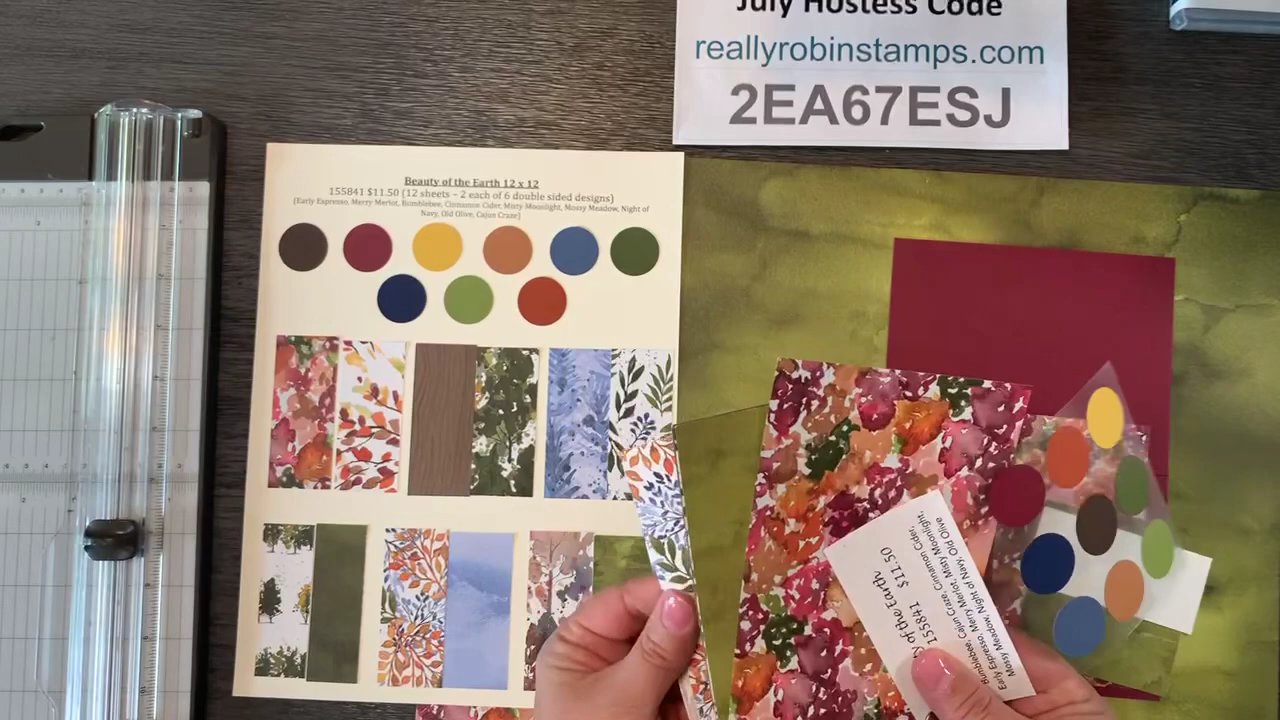 July Hostess Code
reallyrobinstamps.com
2EA67ESJ
Beauty of the Earth 12 x 12
155841 $11.50 (12 sheets – 2 each of 6 double sided designs)
(Early Espresso, Merry Merlot, Bumblebee, Cinnamon Cider, Misty Moonlight, Mossy Meadow, Night of
Navy, Old Olive, Cajun Craze)
y of the Earth
155841 $11.50
Bumblebee, Cajun Craze, Cinnamon Cider,
Early Espresso, Merry Merlot, Misty Moonlight,
Mossy Meadow, Night of Navy, Old Olive